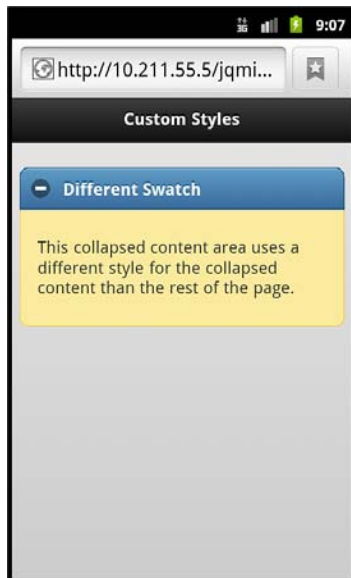 3G 9:07
http://10.211.55.5/jqmi...
Custom Styles
Different Swatch
This collapsed content area uses a
different style for the collapsed
content than the rest of the page.